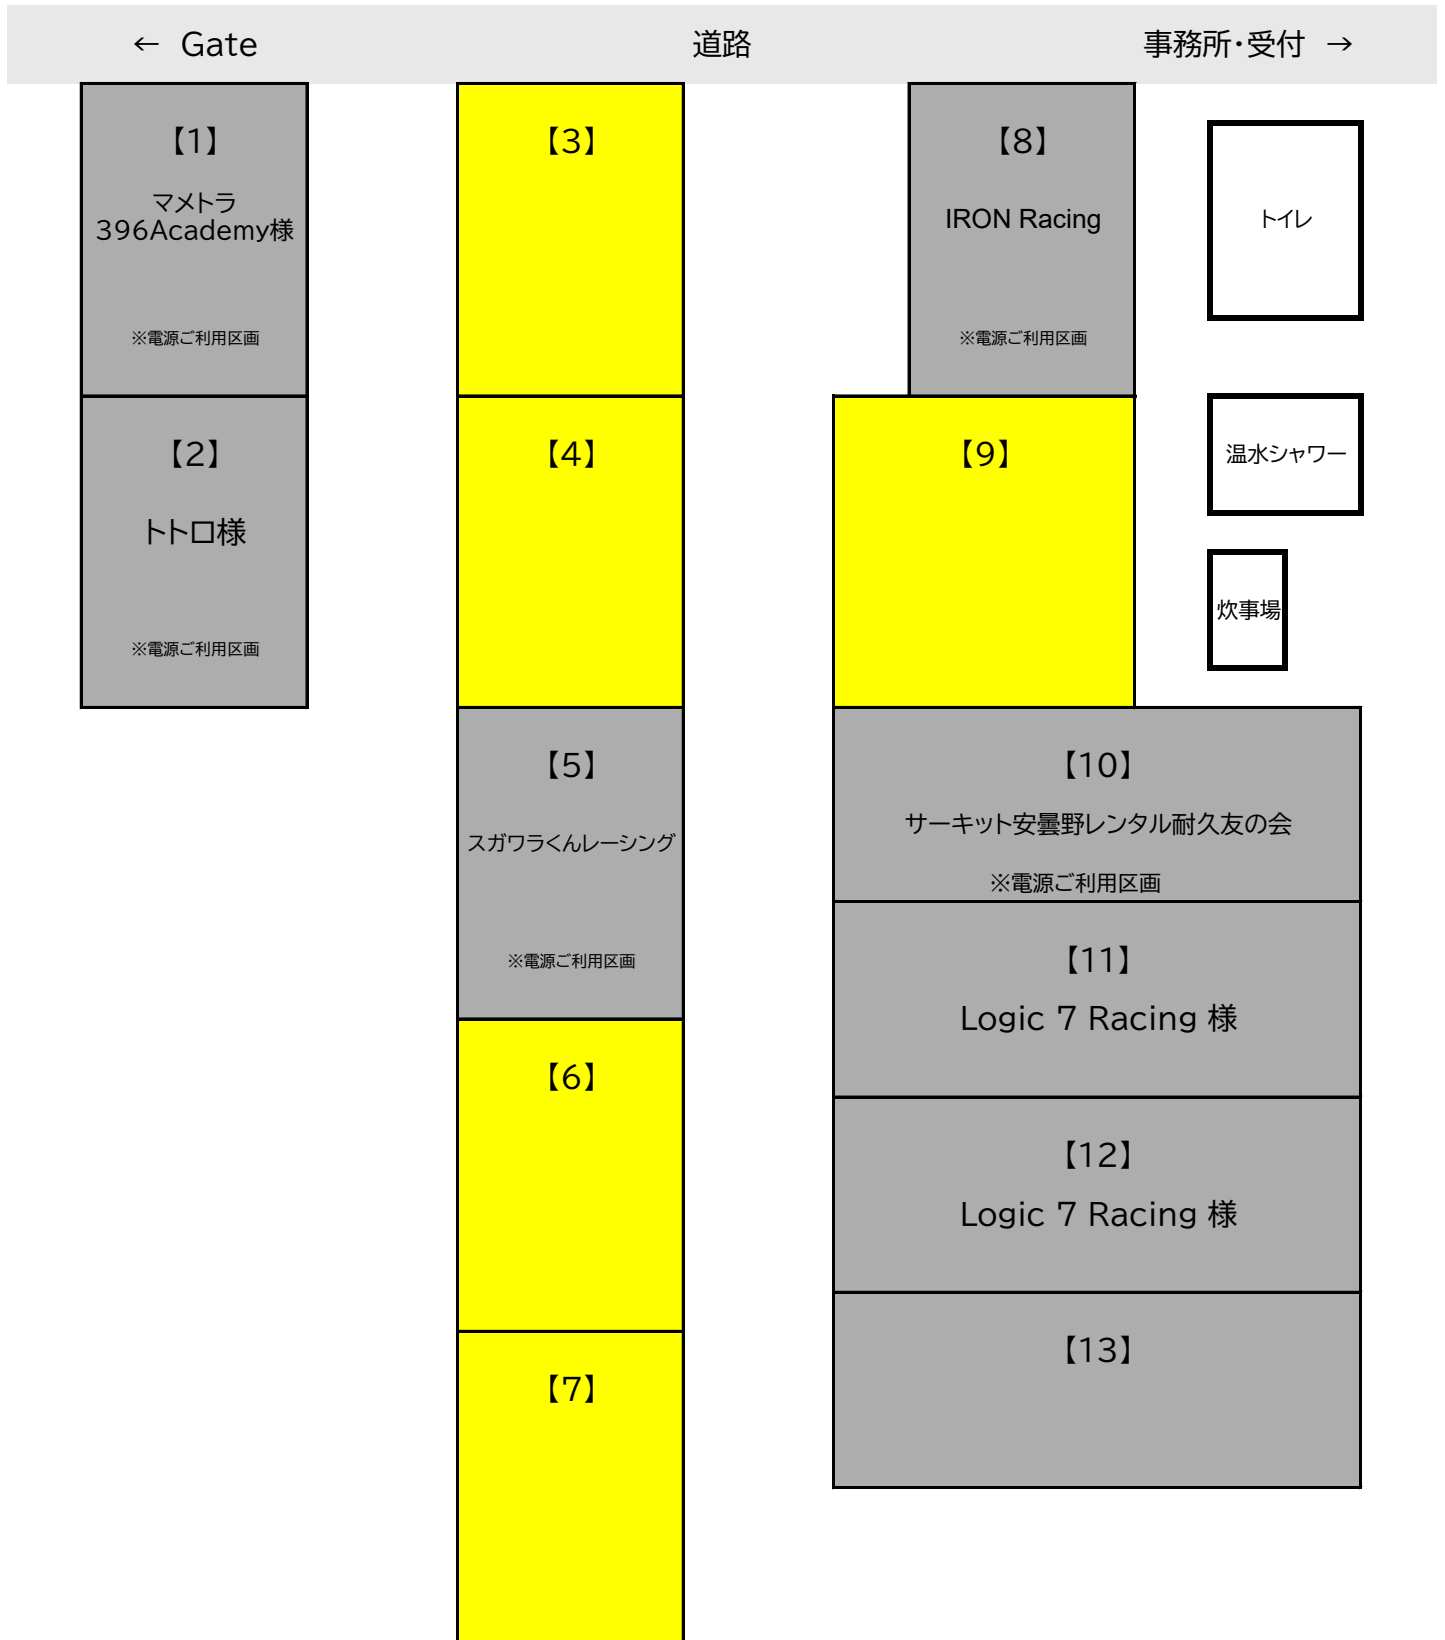 ← Gate 道路 事務所・受付 →
【1】
マメトラ
396Academy様
※電源ご利用区画
【2】
トトロ様
※電源ご利用区画
【3】
【4】
【5】
スガワラくんレーシング
※電源ご利用区画
【6】
【7】
【8】
IRON Racing
※電源ご利用区画
【9】
トイレ
温水シャワー
炊事場
【10】
サーキット安曇野レンタル耐久友の会
※電源ご利用区画
【11】
Logic 7 Racing 様
【12】
Logic 7 Racing 様
【13】